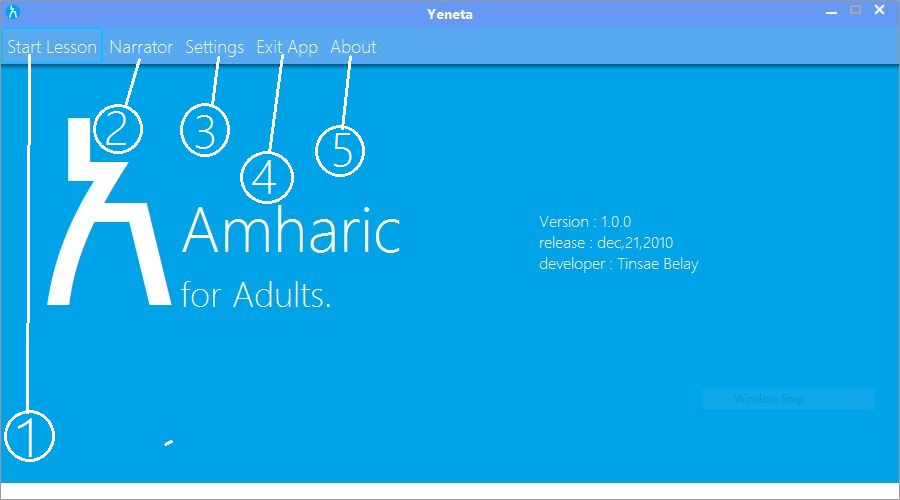 Yeneta
Start Lesson Narrator Settings Exit App About
2
3
5
4
Amharic
for Adults.
Version : 1.0.0
release : dec,21,2010
developer : Tinsae Belay
Window Snip
1